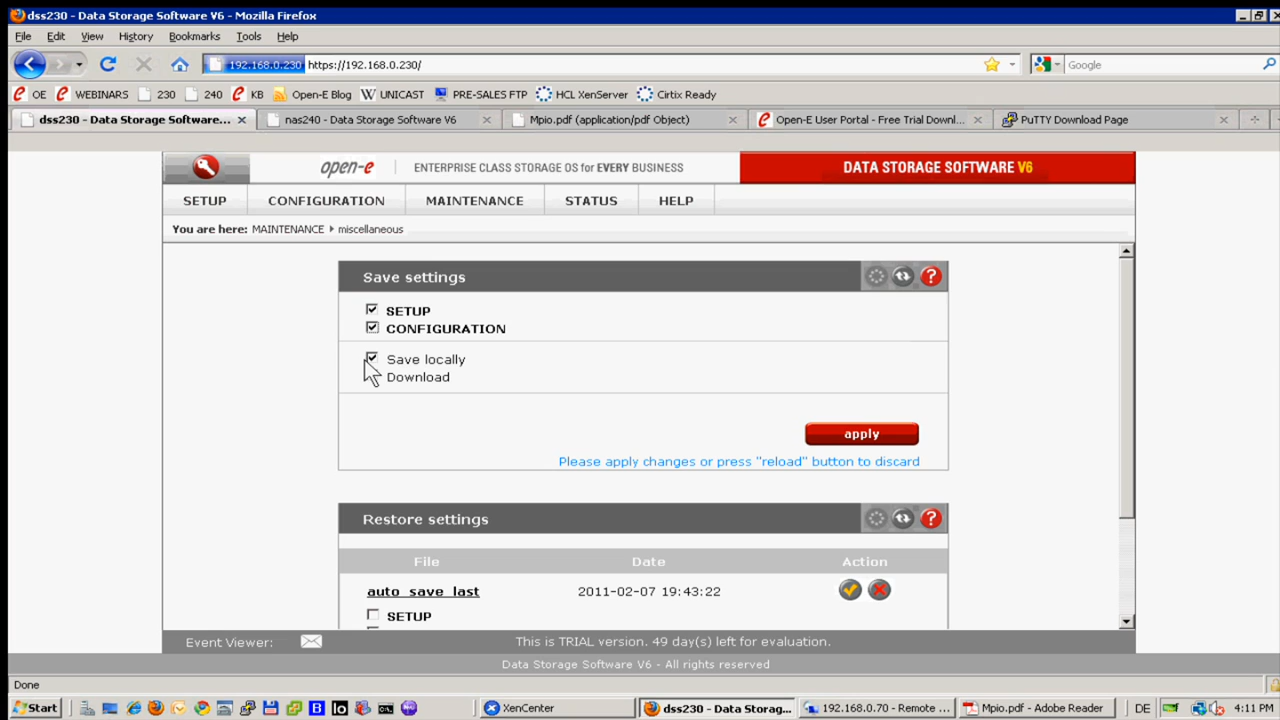 dss230 - Data Storage Software V6 - Mozilla Firefox
File Edit View History Bookmarks Tools Help
192.168.0.230 https://192.168.0.230/ Google
OE WEBINARS 230 240 KB Open-E Blog UNICAST PRE-SALES FTP HCL XenServer Cirtix Ready
dss230 - Data Storage Software... nas240 - Data Storage Software V6 Mpio.pdf (application/pdf Object) Open-E User Portal - Free Trial Downl... PuTTY Download Page
open-e ENTERPRISE CLASS STORAGE OS for EVERY BUSINESS DATA STORAGE SOFTWARE V6
SETUP CONFIGURATION MAINTENANCE STATUS HELP
You are here: MAINTENANCE miscellaneous
Save settings
SETUP
CONFIGURATION
Save locally
Download
apply
Please apply changes or press "reload" button to discard
Restore settings
File Date Action
auto_save_last 2011-02-07 19:43:22
SETUP
Event Viewer: This is TRIAL version. 49 day(s) left for evaluation.
Data Storage Software V6 - All rights reserved
Done
Start XenCenter dss230 - Data Storag... 192.168.0.70 - Remote ... Mpio.pdf - Adobe Reader DE 4:11 PM